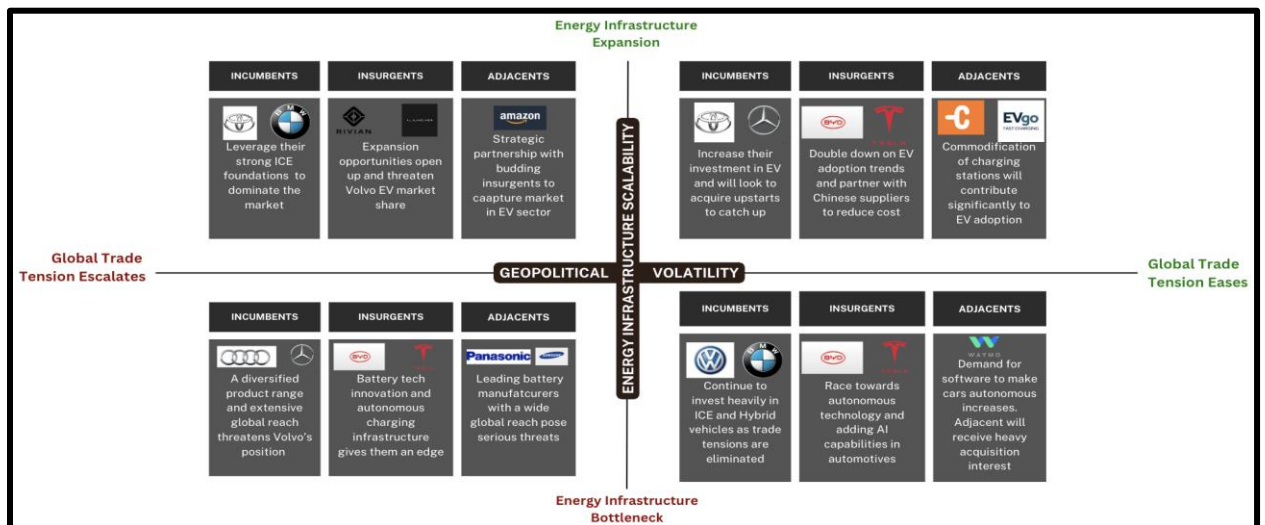 Energy Infrastructure
Expansion
INCUMBENTS
INSURGENTS
ADJACENTS
BMW
RIVIAN
amazon
Leverage their
strong ICE
foundations to
dominate the
market
Expansion
opportunities open
up and threaten
Volvo EV market
share
Strategic
partnership with
budding
insurgents to
caapture market
in EV sector
INCUMBENTS
INSURGENTS
ADJACENTS
BYD
TESLA
-C
EVgo
FAST CHARGING
Increase their
investment in EV
and will look to
acquire upstarts
to catch up
Double down on EV
adoption trends
and partner with
Chinese suppliers
to reduce cost
Commodification
of charging
stations will
contribute
significantly to
EV adoption
Global Trade
Tension Escalates
GEOPOLITICAL VOLATILITY
ENERGY INFRASTRUCTURE SCALABILITY
Global Trade
Tension Eases
INCUMBENTS
INSURGENTS
ADJACENTS
BYD
Panasonic
SAMSUNG
A diversified
product range
and extensive
global reach
threatens Volvo's
position
Battery tech
innovation and
autonomous
charging
infrastructure
gives them an edge
Leading battery
manufatcurers
with a wide
global reach pose
serious threats
INCUMBENTS
INSURGENTS
ADJACENTS
BMW
BYD
WAYMO
Continue to
invest heavily in
ICE and Hybrid
vehicles as trade
tensions are
eliminated
Race towards
autonomous
technology and
adding AI
capabilities in
automotives
Demand for
software to make
cars autonomous
increases.
Adjacent will
receive heavy
acquisition
interest
Energy Infrastructure
Bottleneck